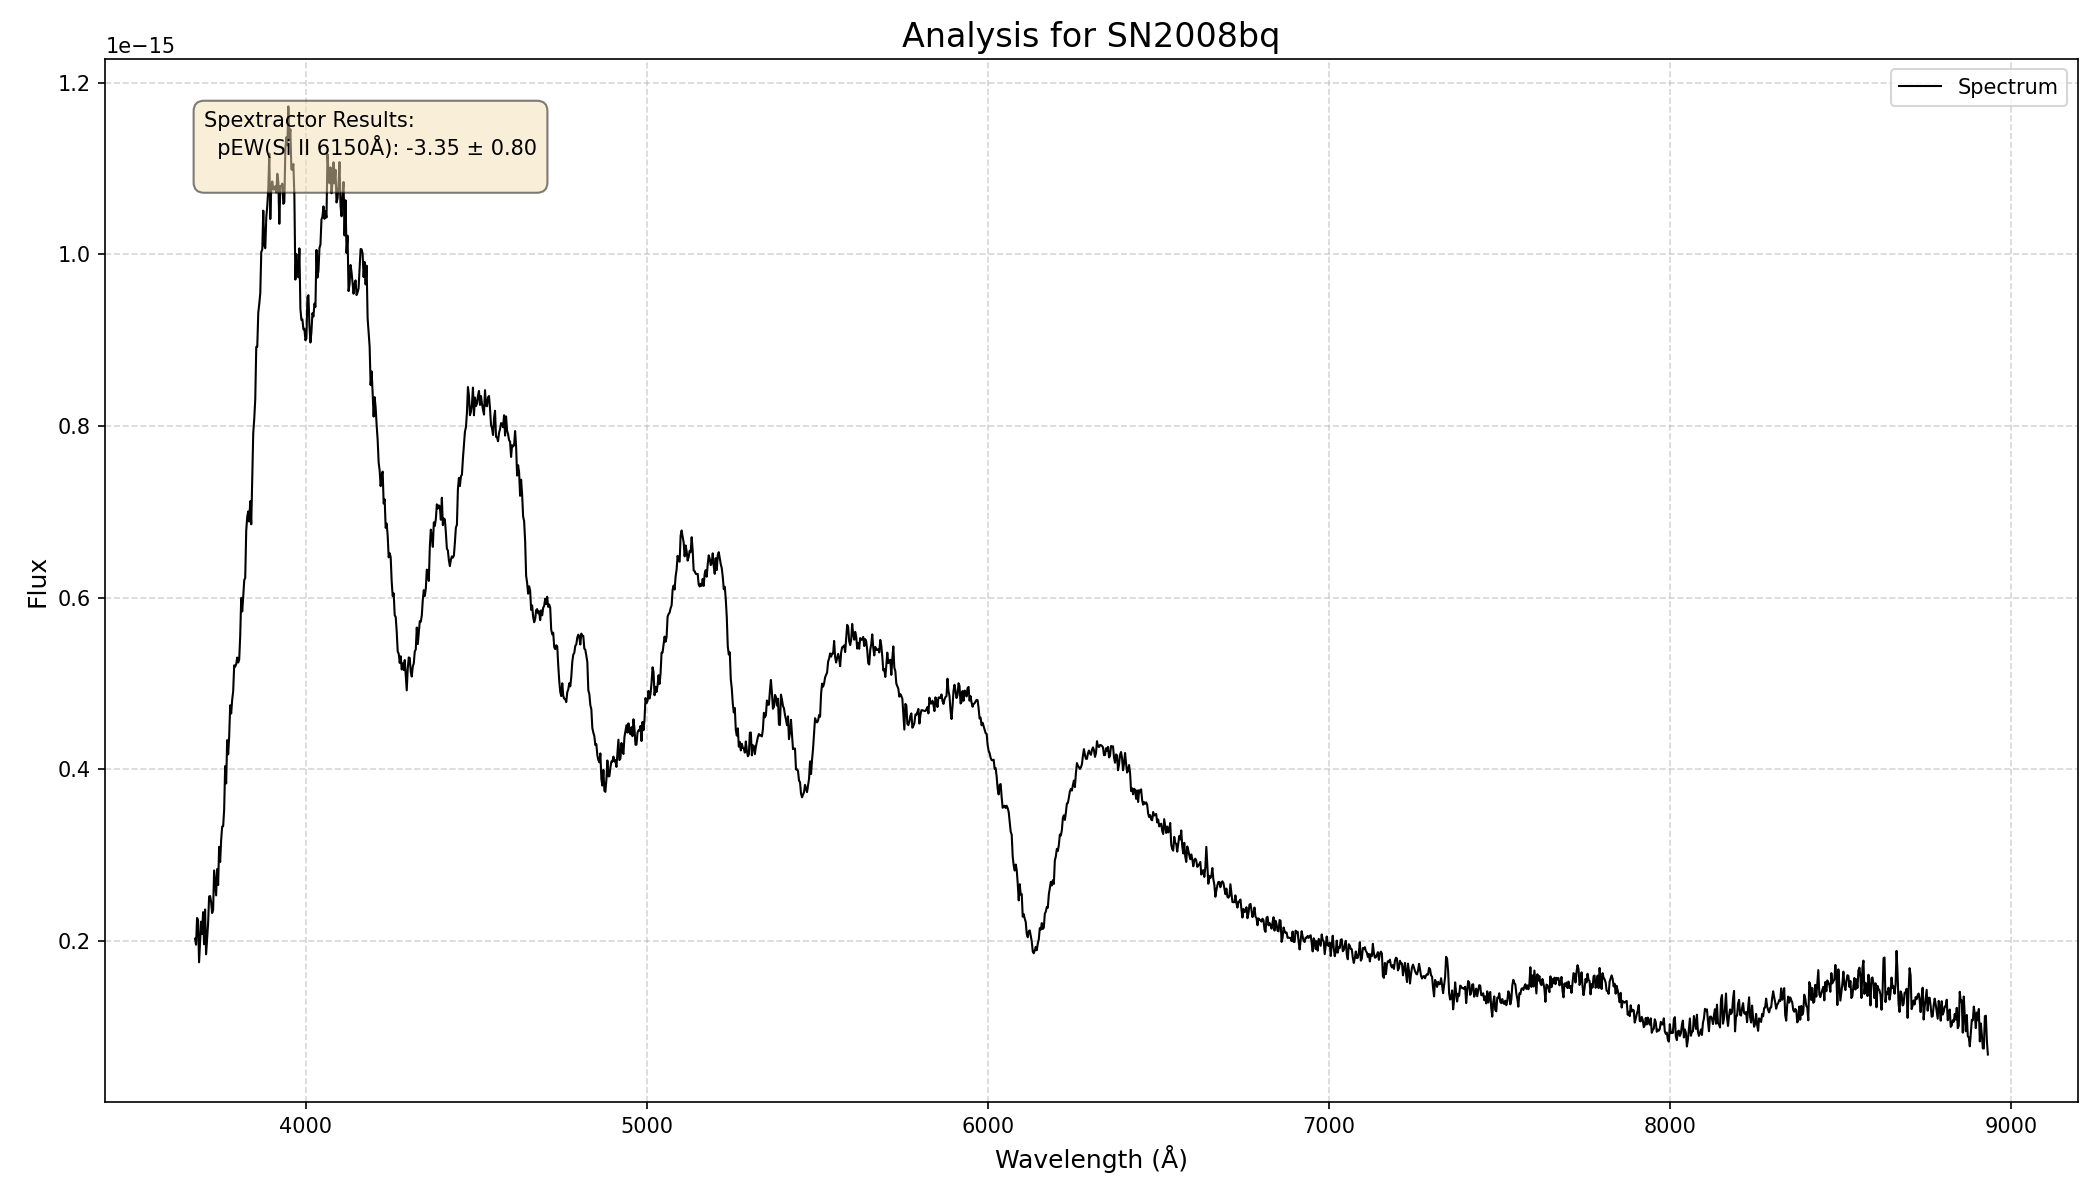 Analysis for SN2008bq
1e−15
Spectrum
Spextractor Results:
pEW(Si II 6150Å): -3.35 ± 0.80
1.2
1.0
0.8
0.6
0.4
0.2
Flux
4000 5000 6000 7000 8000 9000
Wavelength (Å)